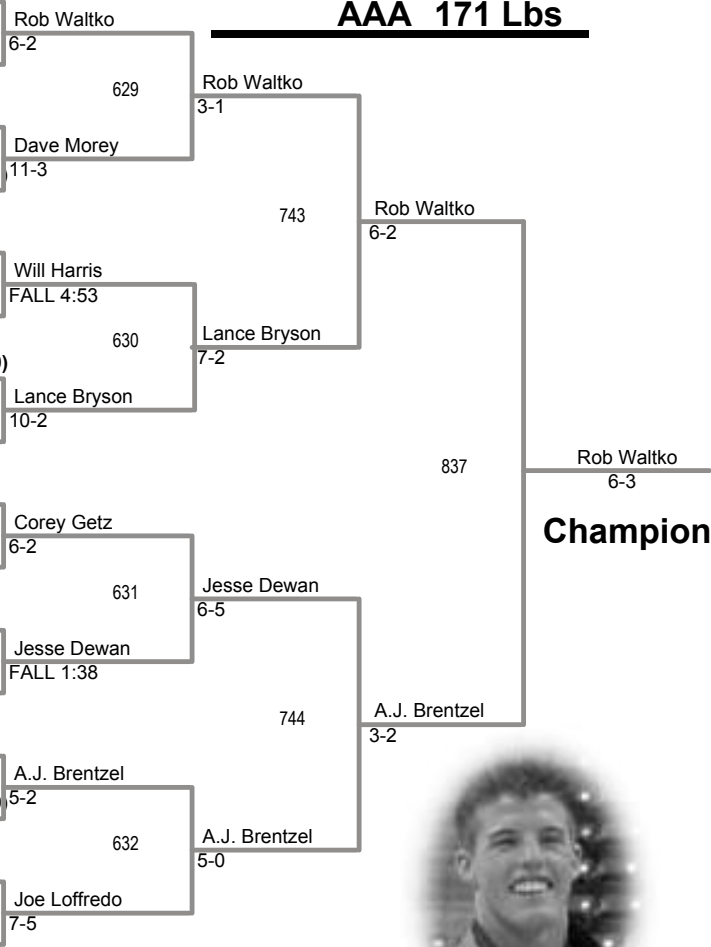 AAA 171 Lbs
Rob Waltko
6-2
629
Rob Waltko
3-1
Dave Morey
)
11-3
743
Rob Waltko
6-2
Will Harris
FALL 4:53
630
Lance Bryson
7-2
)
Lance Bryson
10-2
837
Rob Waltko
6-3
Champion
Corey Getz
6-2
631
Jesse Dewan
6-5
Jesse Dewan
FALL 1:38
744
A.J. Brentzel
3-2
A.J. Brentzel
)
5-2
632
A.J. Brentzel
5-0
Joe Loffredo
7-5